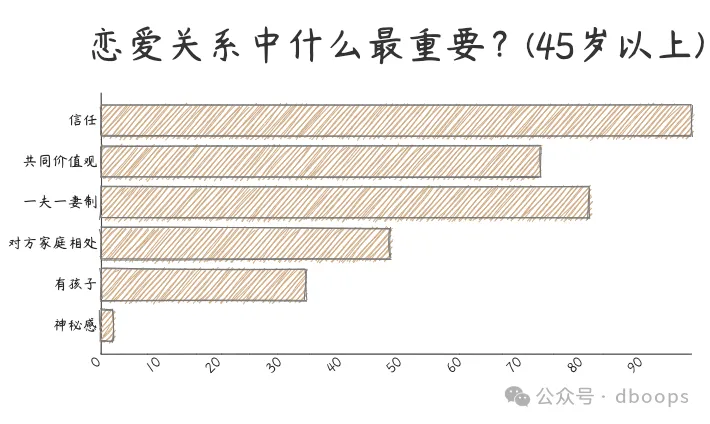 恋爱关系中什么最重要？(45岁以上)
信任
共同价值观
一夫一妻制
对方家庭相处
有孩子
神秘感
0 10 20 30 40 50 60 70 80 90
公众号 · dboops